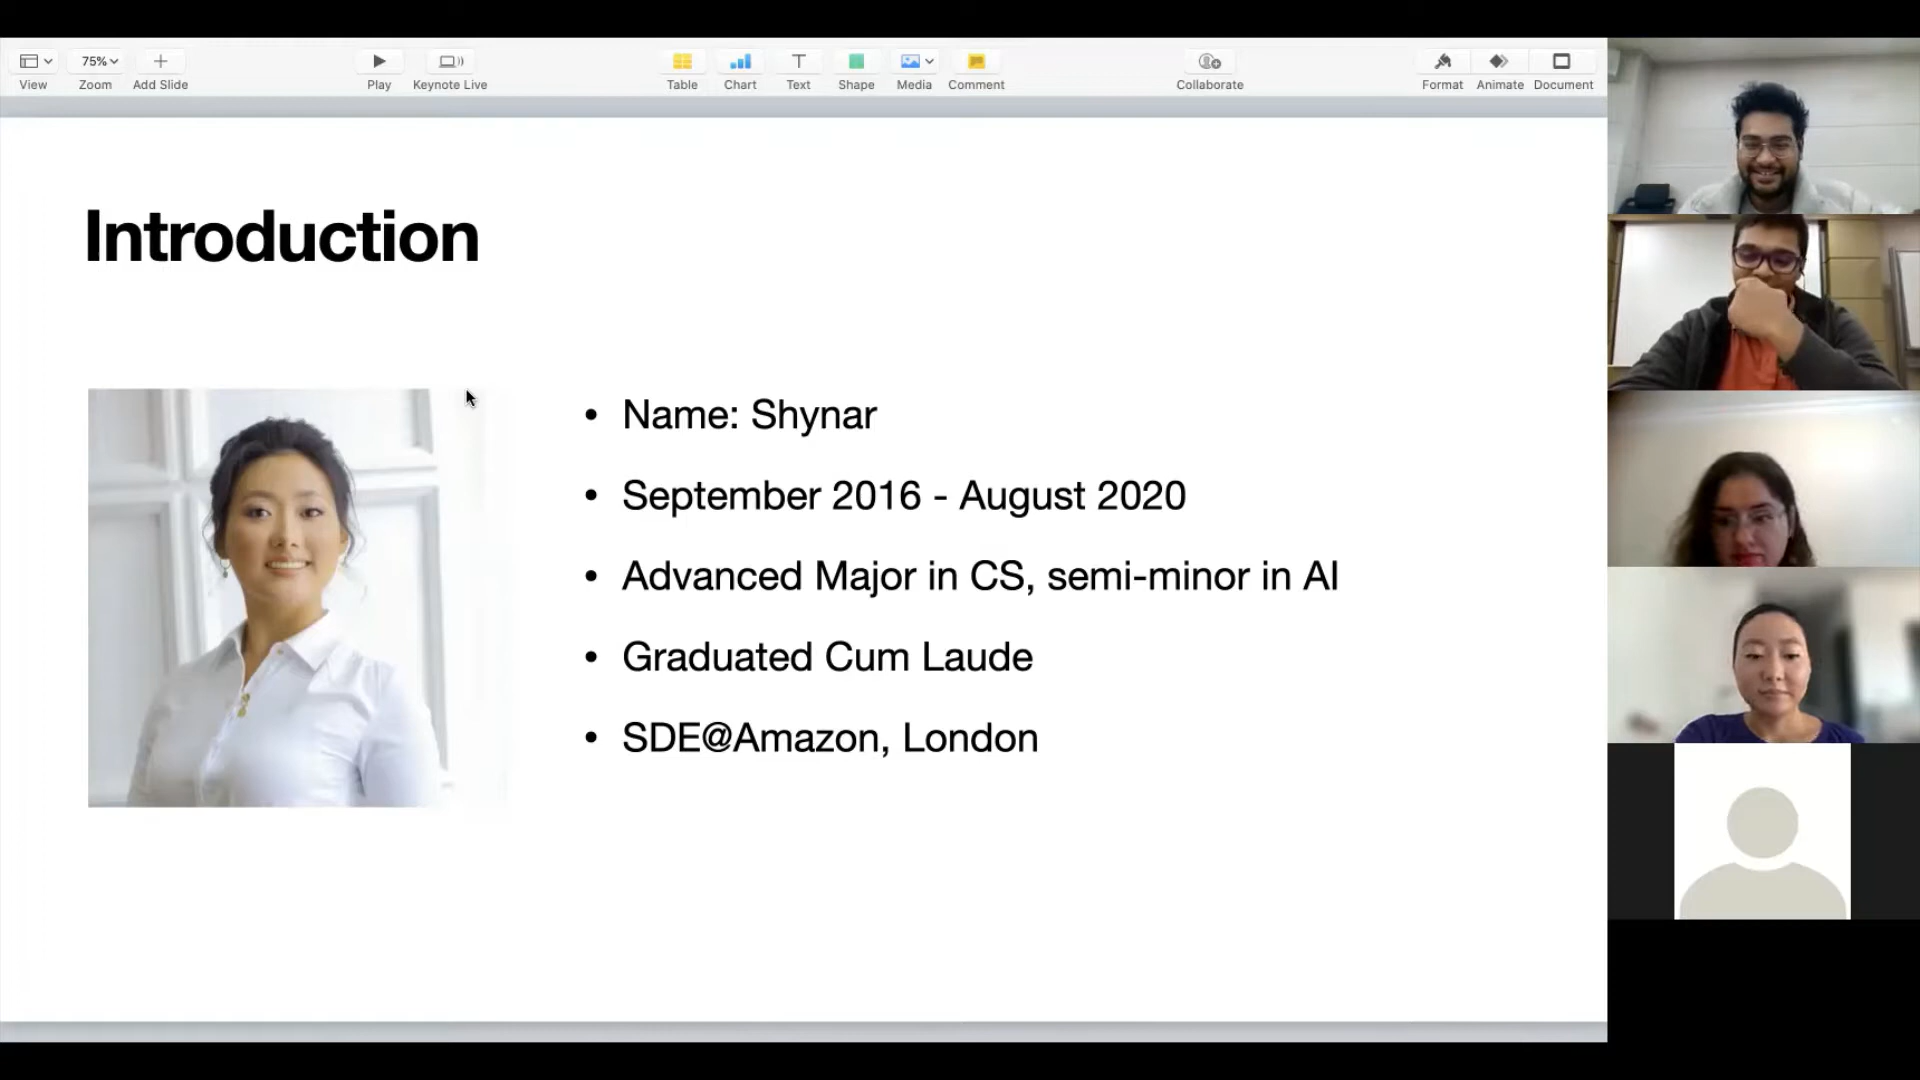 View
75%
Zoom
Add Slide
Play
Keynote Live
Table
Chart
T
Text
Shape
Media
Comment
Collaborate
Format
Animate
Document
Introduction
• Name: Shynar
• September 2016 - August 2020
• Advanced Major in CS, semi-minor in AI
• Graduated Cum Laude
• SDE@Amazon, London